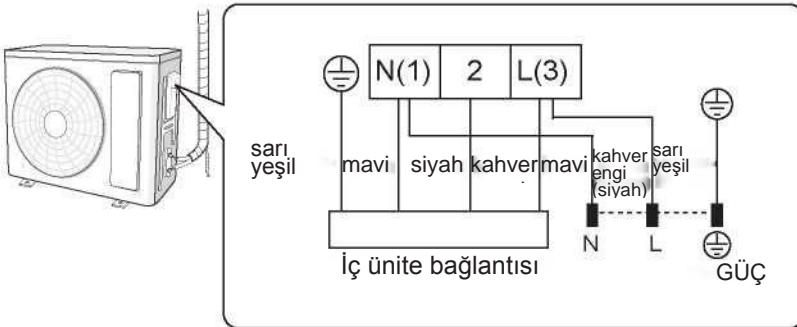 N(1) 2 L(3)
sarı
yeşil
mavi siyah kahver mavi kahver
engi
(siyah)
sarı
yeşil
N L
İç ünite bağlantısı
GÜÇ